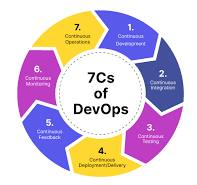 7Cs
of
DevOps
1.
Continuous
Development
2.
Continuous
Integration
3.
Continuous
Testing
4.
Continuous
Deployment/Delivery
5.
Continuous
Feedback
6.
Continuous
Monitoring
7.
Continuous
Operations